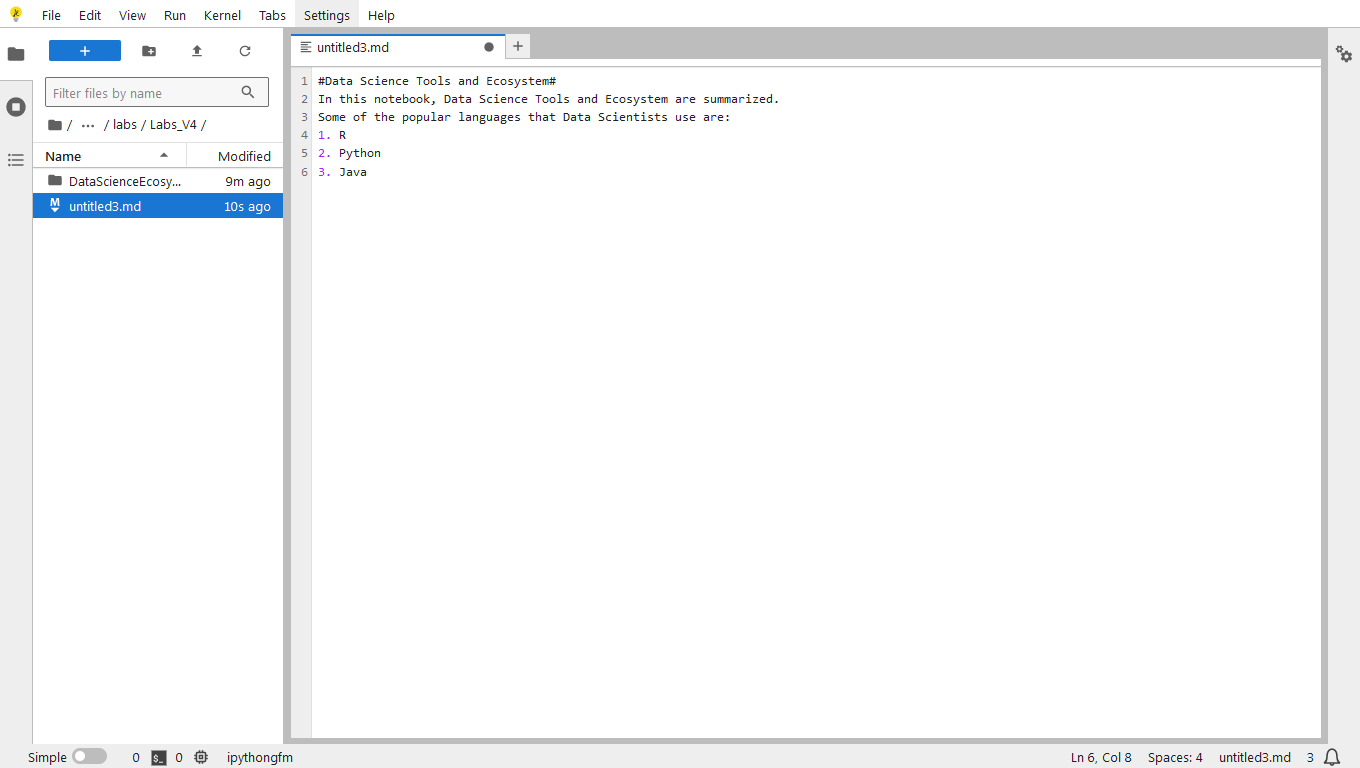 File Edit View Run Kernel Tabs Settings Help
+
Filter files by name
/ ... / labs / Labs_V4 /
Name Modified
DataScienceEcosy... 9m ago
untitled3.md 10s ago
untitled3.md
+
1 #Data Science Tools and Ecosystem#
2 In this notebook, Data Science Tools and Ecosystem are summarized.
3 Some of the popular languages that Data Scientists use are:
4 1. R
5 2. Python
6 3. Java
Simple 0 $_ 0 ipythongfm Ln 6, Col 8 Spaces: 4 untitled3.md 3